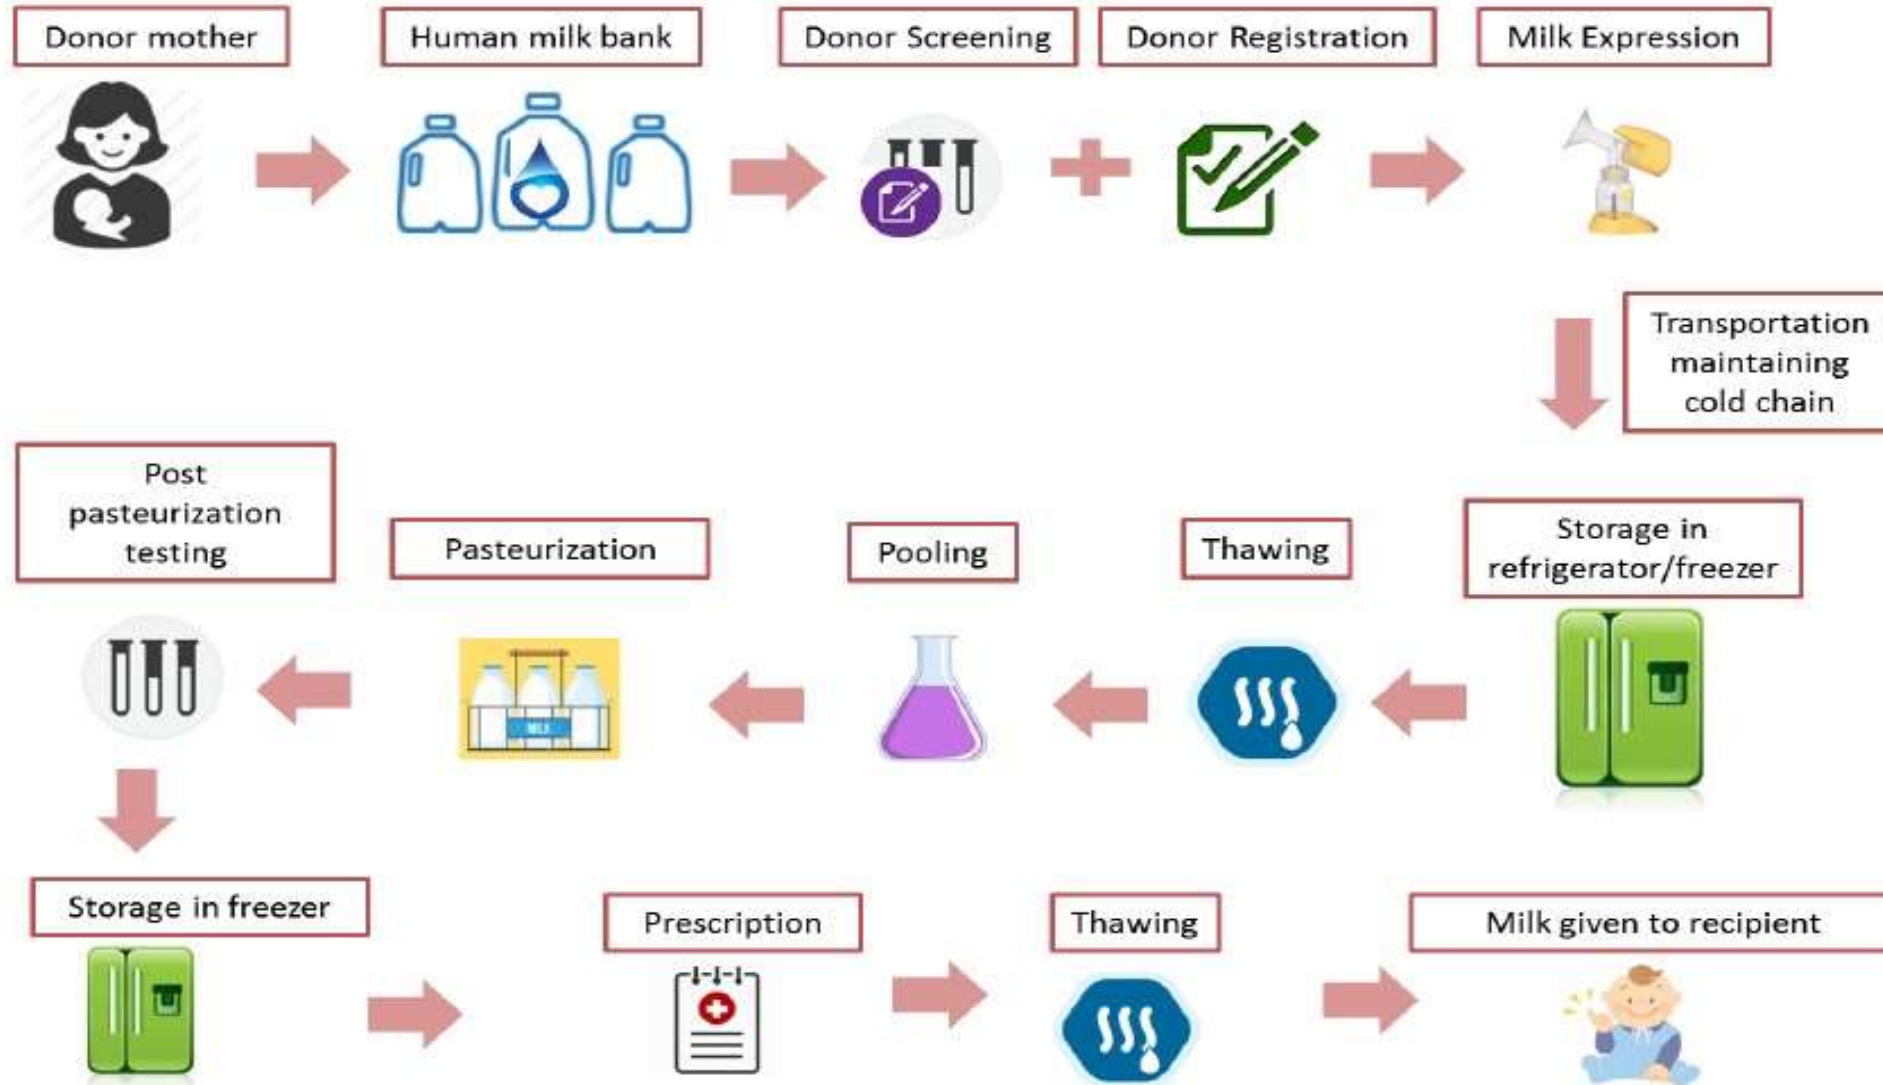 Donor mother
Human milk bank
Donor Screening
Donor Registration
Milk Expression
Transportation
maintaining
cold chain
Storage in
refrigerator/freezer
Thawing
Pooling
Pasteurization
MILK
Post
pasteurization
testing
Storage in freezer
Prescription
Thawing
Milk given to recipient